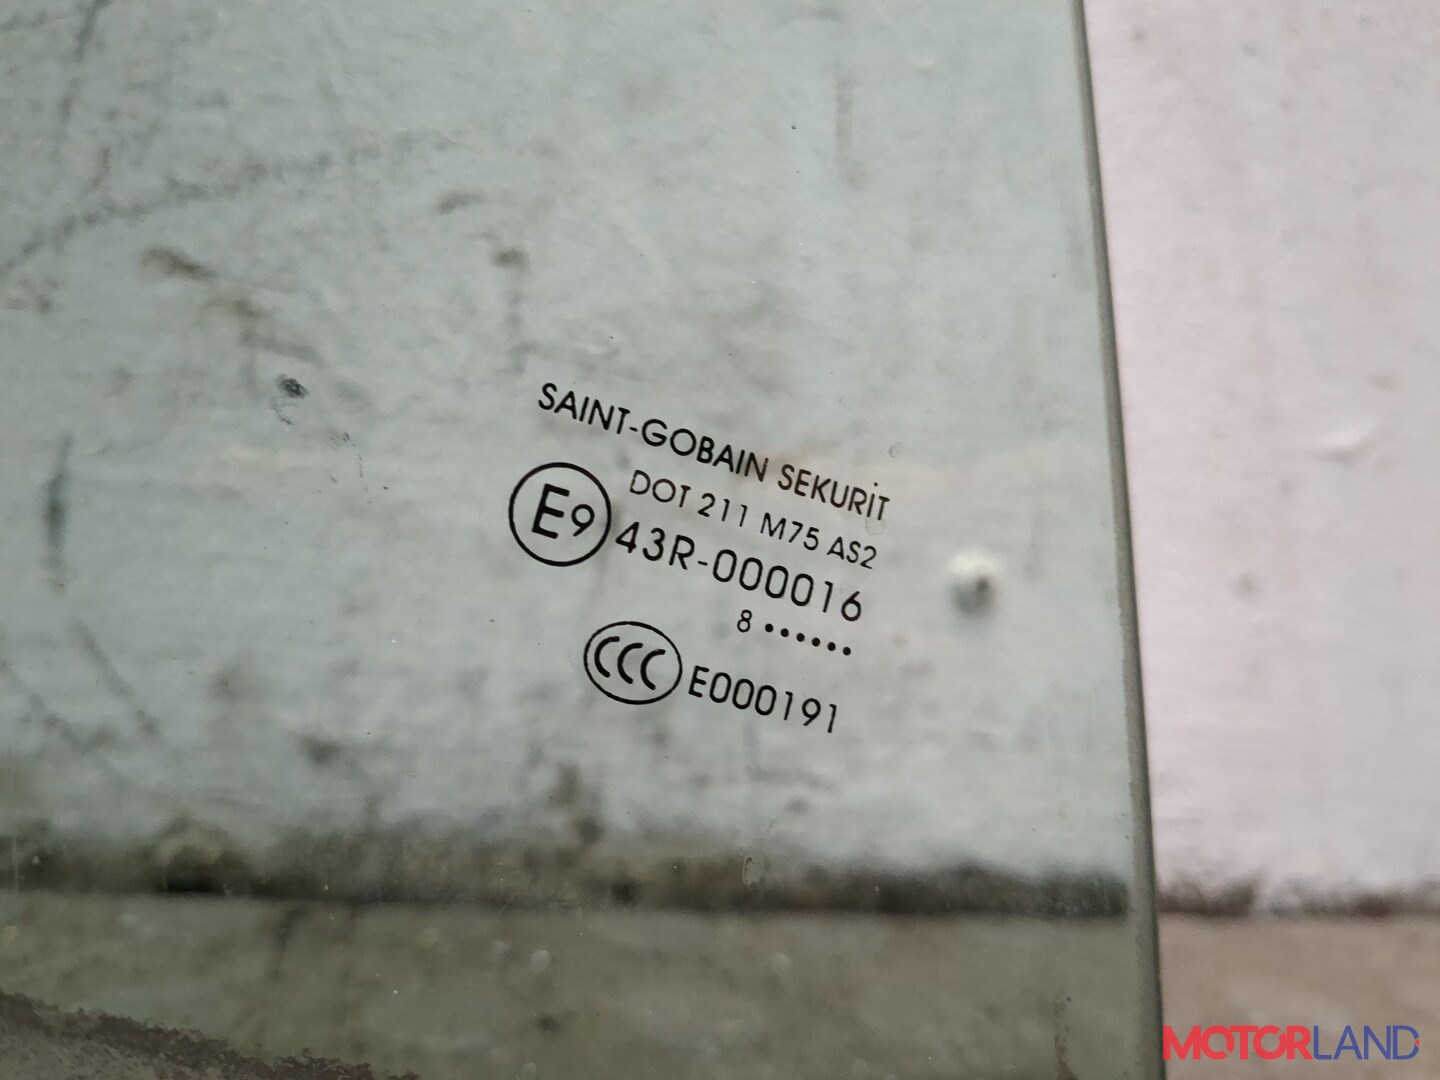 SAINT-GOBAIN SEKURIT
DOT 211 M75 AS2
E9 43R-000016
8 ••••••
CCC E000191
MOTORLAND